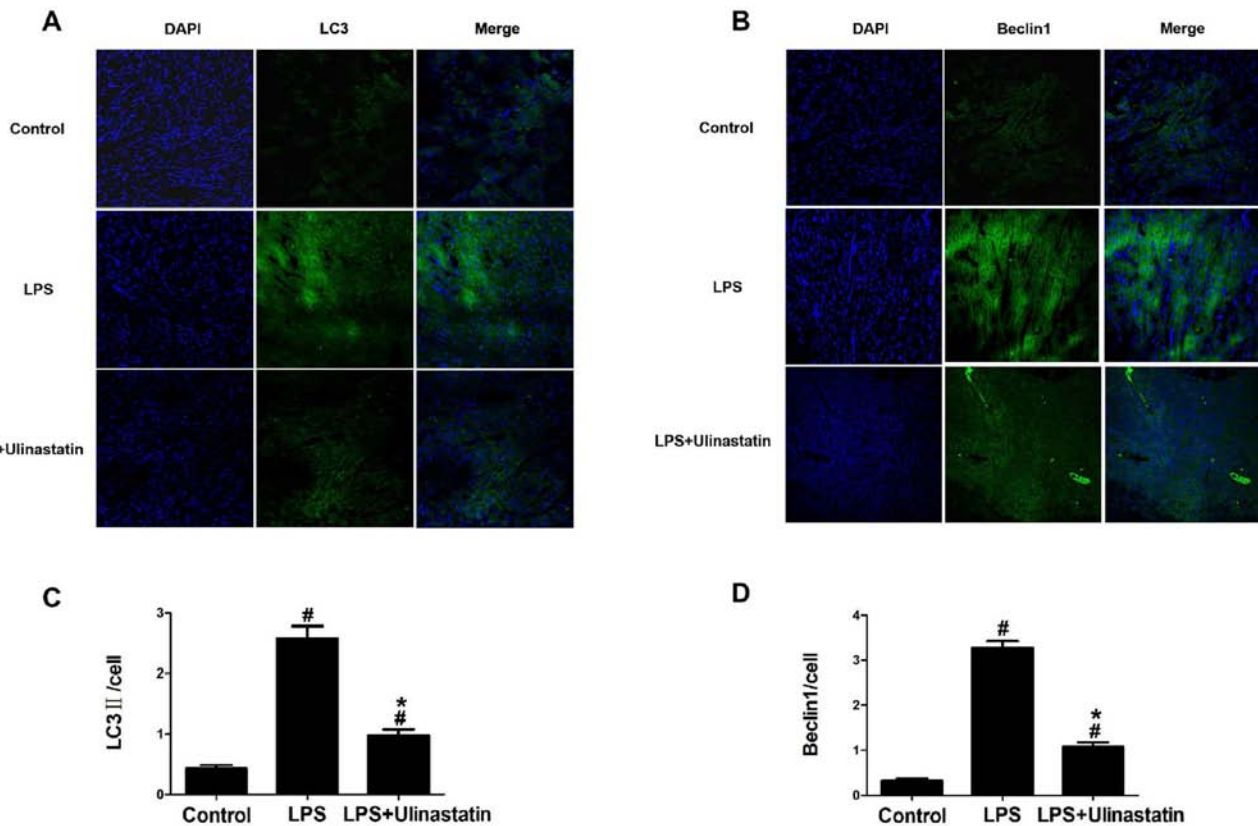 A
DAPI LC3 Merge
Control
LPS
+Ulinastatin
B
DAPI Beclin1 Merge
Control
LPS
LPS+Ulinastatin
C
LC3 II /cell
3
2
1
0
#
*
#
Control LPS LPS+Ulinastatin
D
Beclin1/cell
4
3
2
1
0
#
*
#
Control LPS LPS+Ulinastatin